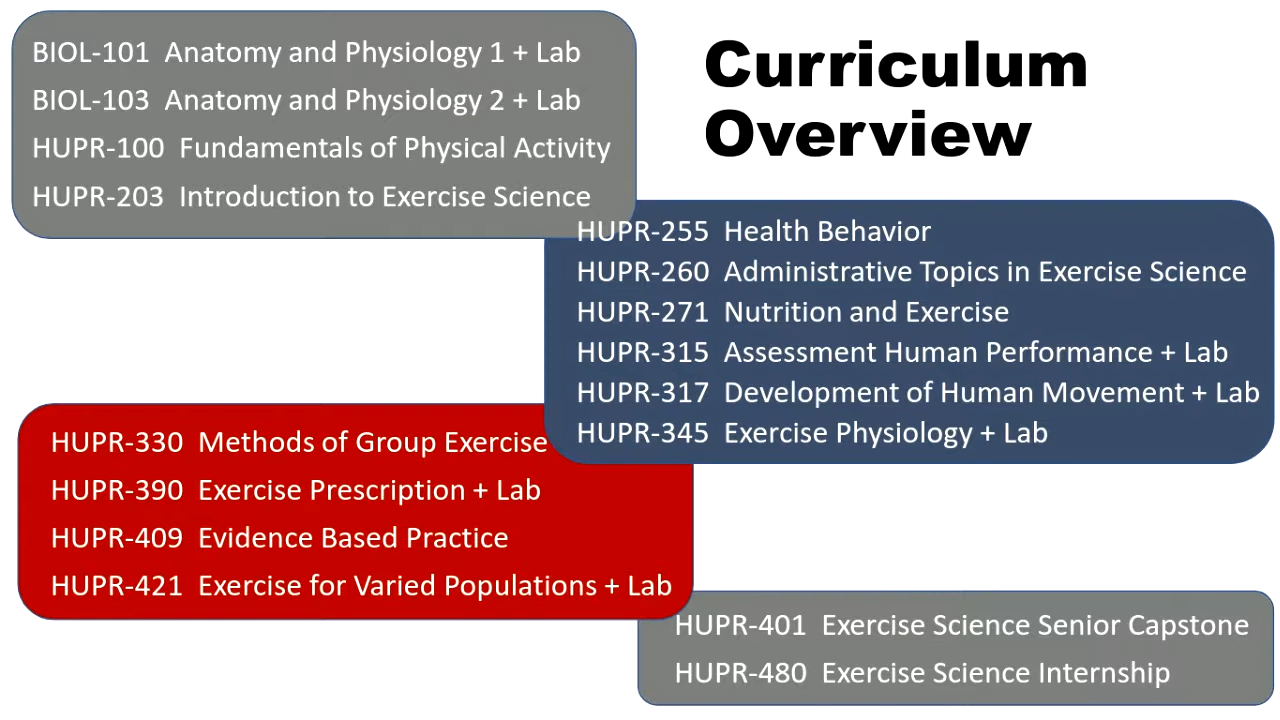 Curriculum
Overview
BIOL-101 Anatomy and Physiology 1 + Lab
BIOL-103 Anatomy and Physiology 2 + Lab
HUPR-100 Fundamentals of Physical Activity
HUPR-203 Introduction to Exercise Science
HUPR-255 Health Behavior
HUPR-260 Administrative Topics in Exercise Science
HUPR-271 Nutrition and Exercise
HUPR-315 Assessment Human Performance + Lab
HUPR-317 Development of Human Movement + Lab
HUPR-345 Exercise Physiology + Lab
HUPR-330 Methods of Group Exercise
HUPR-390 Exercise Prescription + Lab
HUPR-409 Evidence Based Practice
HUPR-421 Exercise for Varied Populations + Lab
HUPR-401 Exercise Science Senior Capstone
HUPR-480 Exercise Science Internship